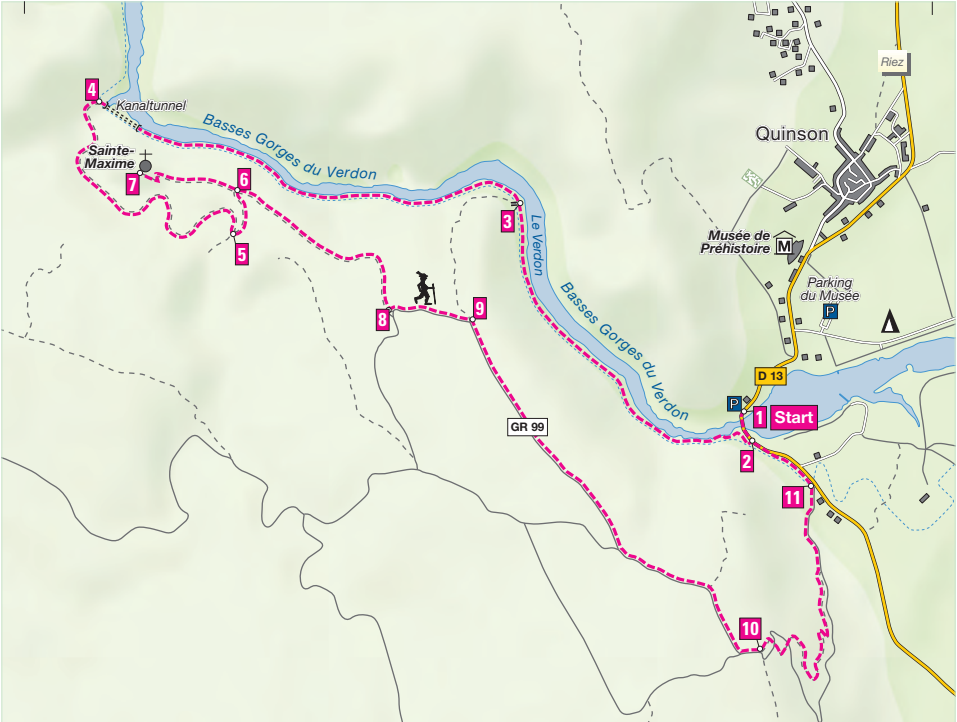 Riez
4
Kanaltunnel
Basses Gorges du Verdon
Quinson
Sainte-
Maxime
7
6
3
Le Verdon
5
Musée de
Préhistoire
M
Parking
du Musée
P
Basses Gorges du Verdon
8
9
D 13
P
1
Start
GR 99
2
11
10